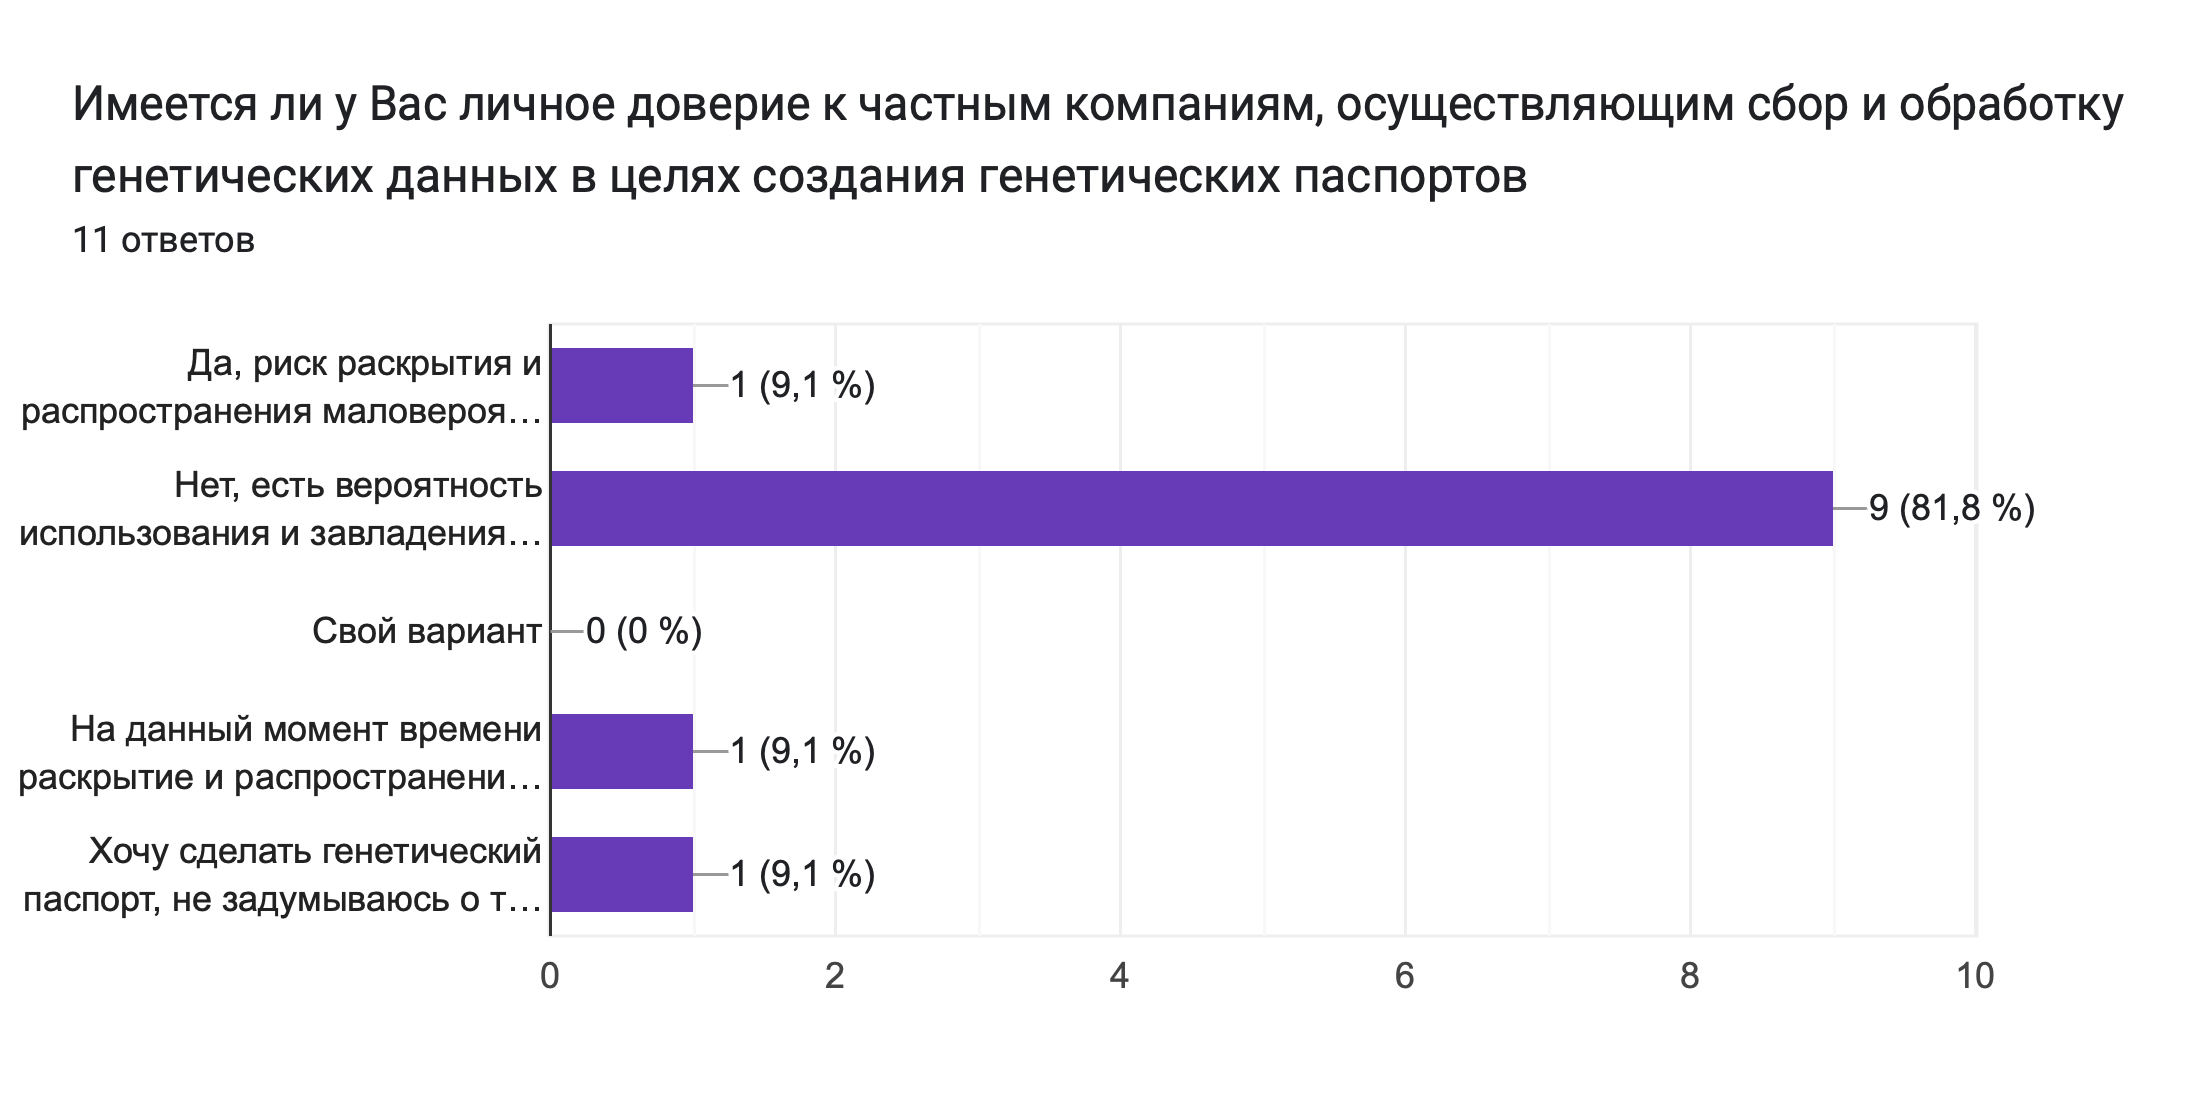 Имеется ли у Вас личное доверие к частным компаниям, осуществляющим сбор и обработку
генетических данных в целях создания генетических паспортов
11 ответов
Да, риск раскрытия и
распространения маловероя…
1 (9,1 %)
Нет, есть вероятность
использования и завладения…
9 (81,8 %)
Свой вариант
0 (0 %)
На данный момент времени
раскрытие и распространени…
1 (9,1 %)
Хочу сделать генетический
паспорт, не задумываюсь о т…
1 (9,1 %)
0 2 4 6 8 10